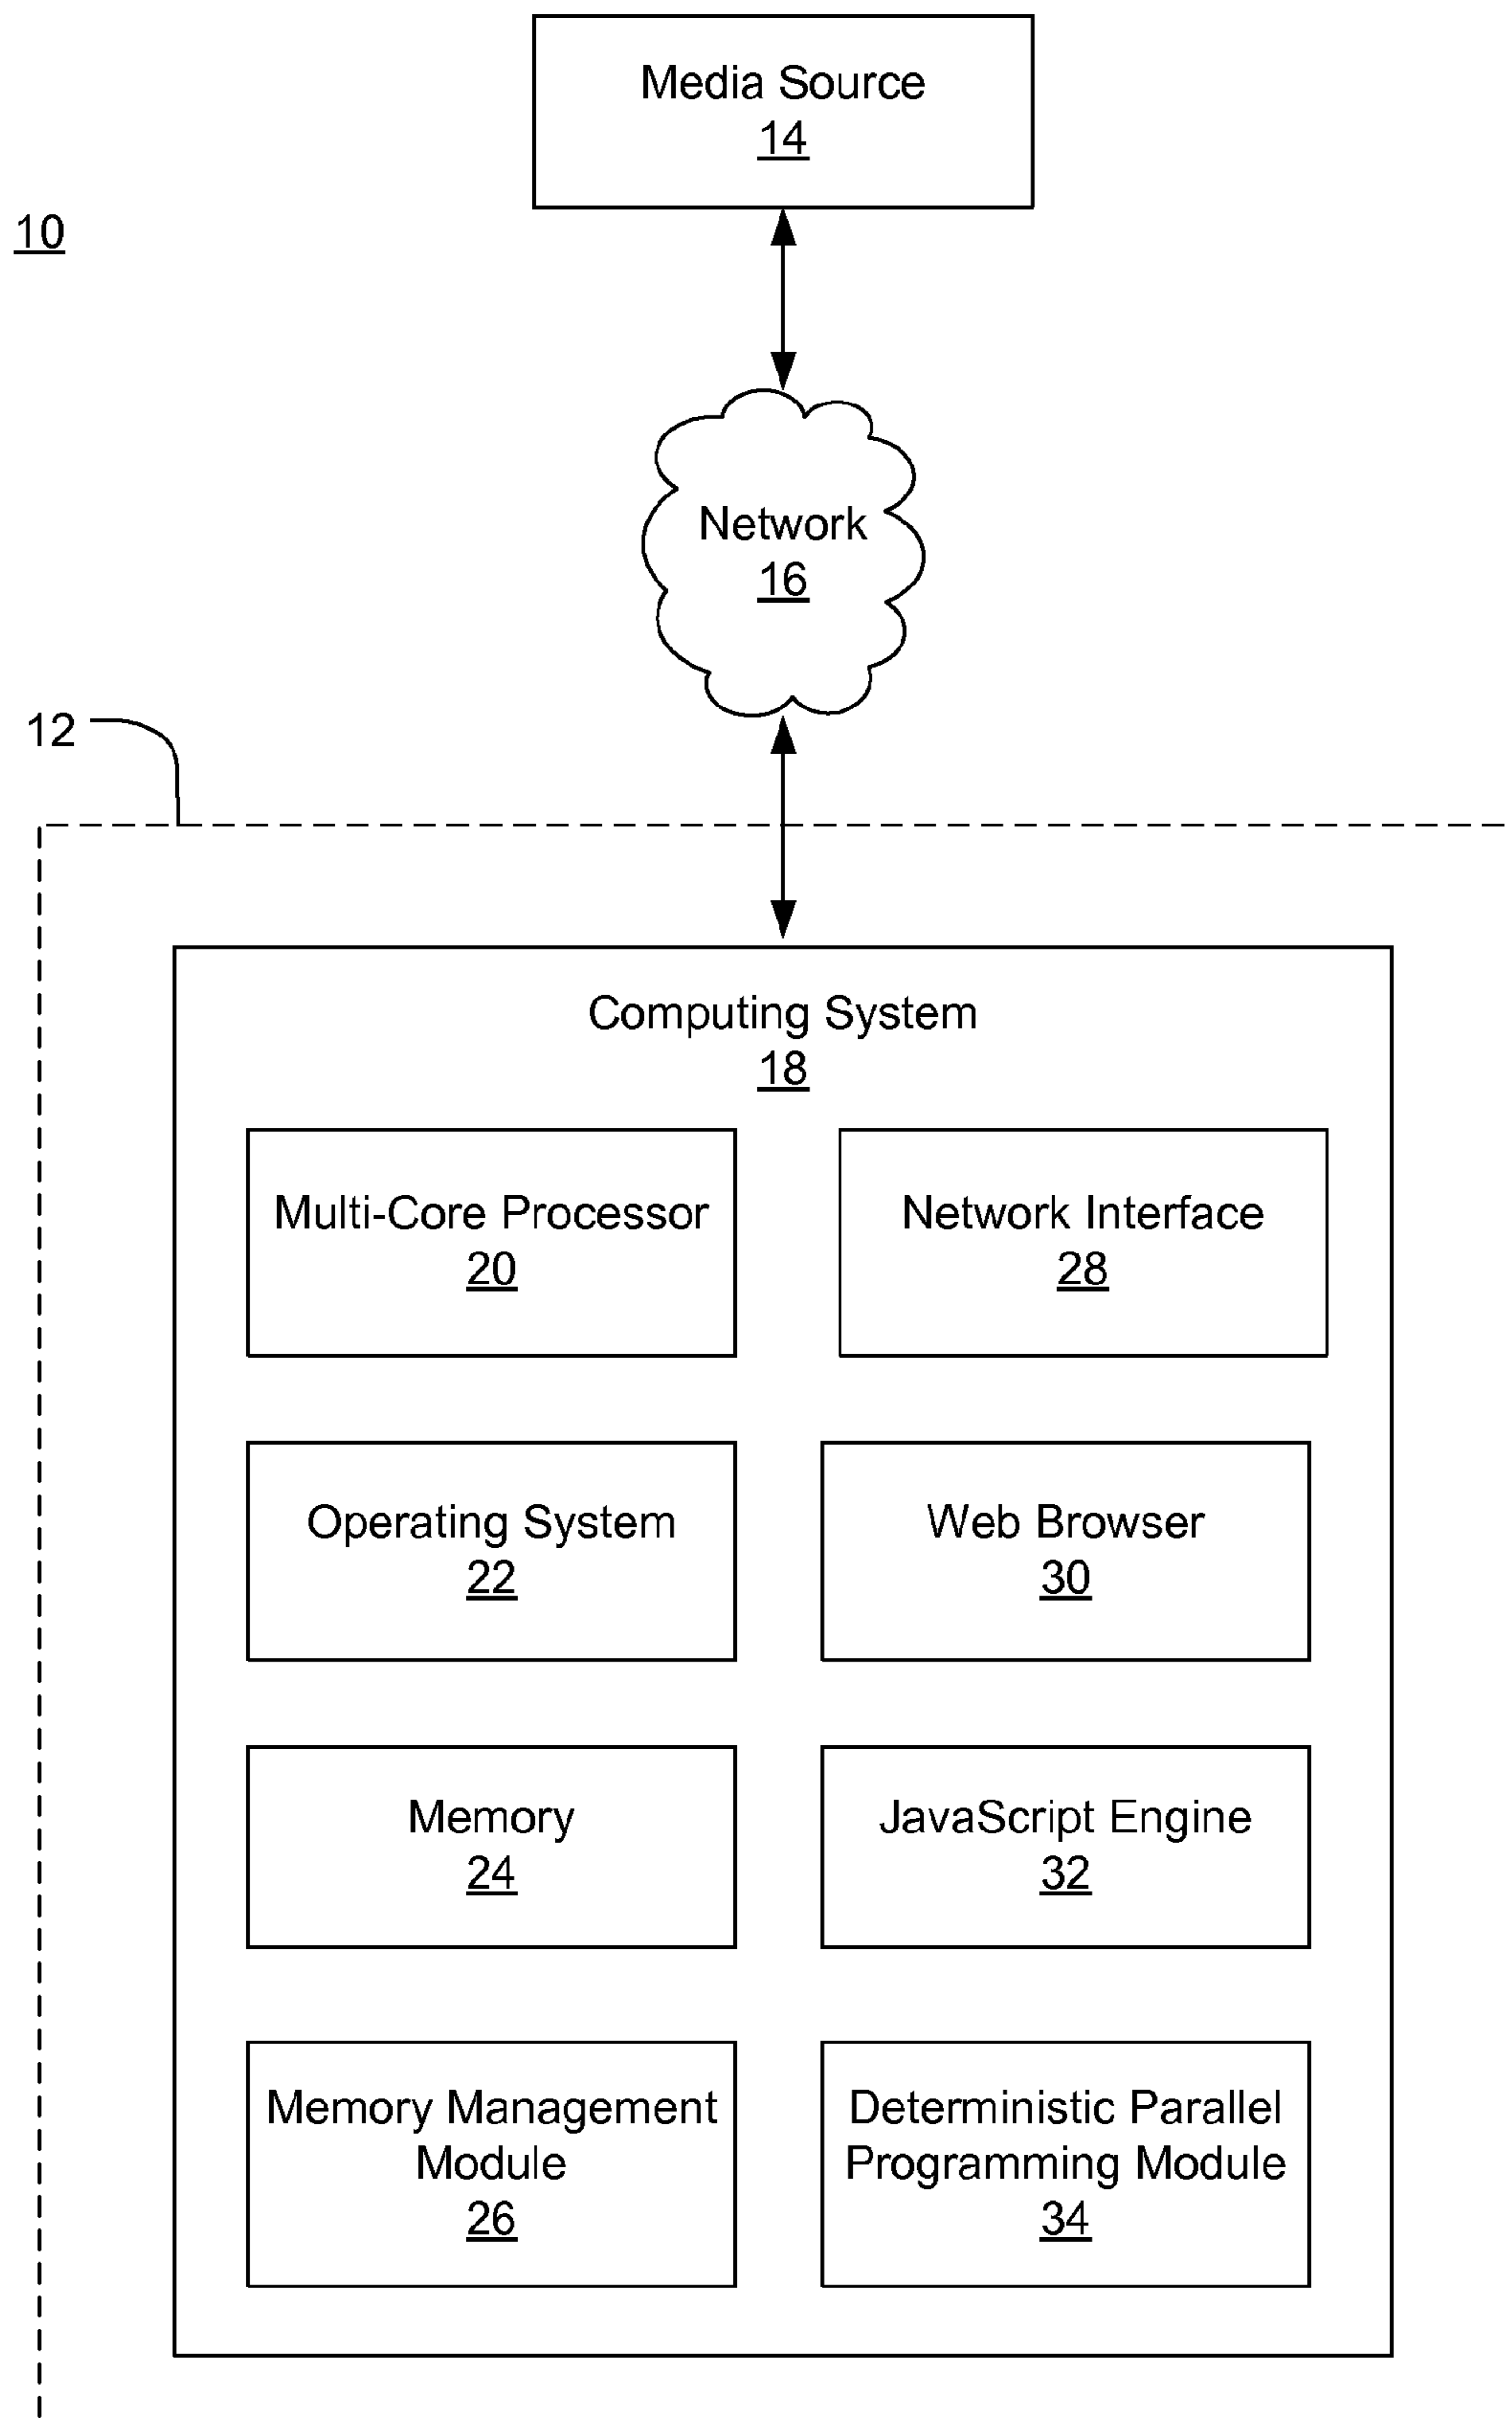 Media Source
14
10
Network
16
12
Computing System
18
Multi-Core Processor
20
Network Interface
28
Operating System
22
Web Browser
30
Memory
24
JavaScript Engine
32
Memory Management
Module
26
Deterministic Parallel
Programming Module
34